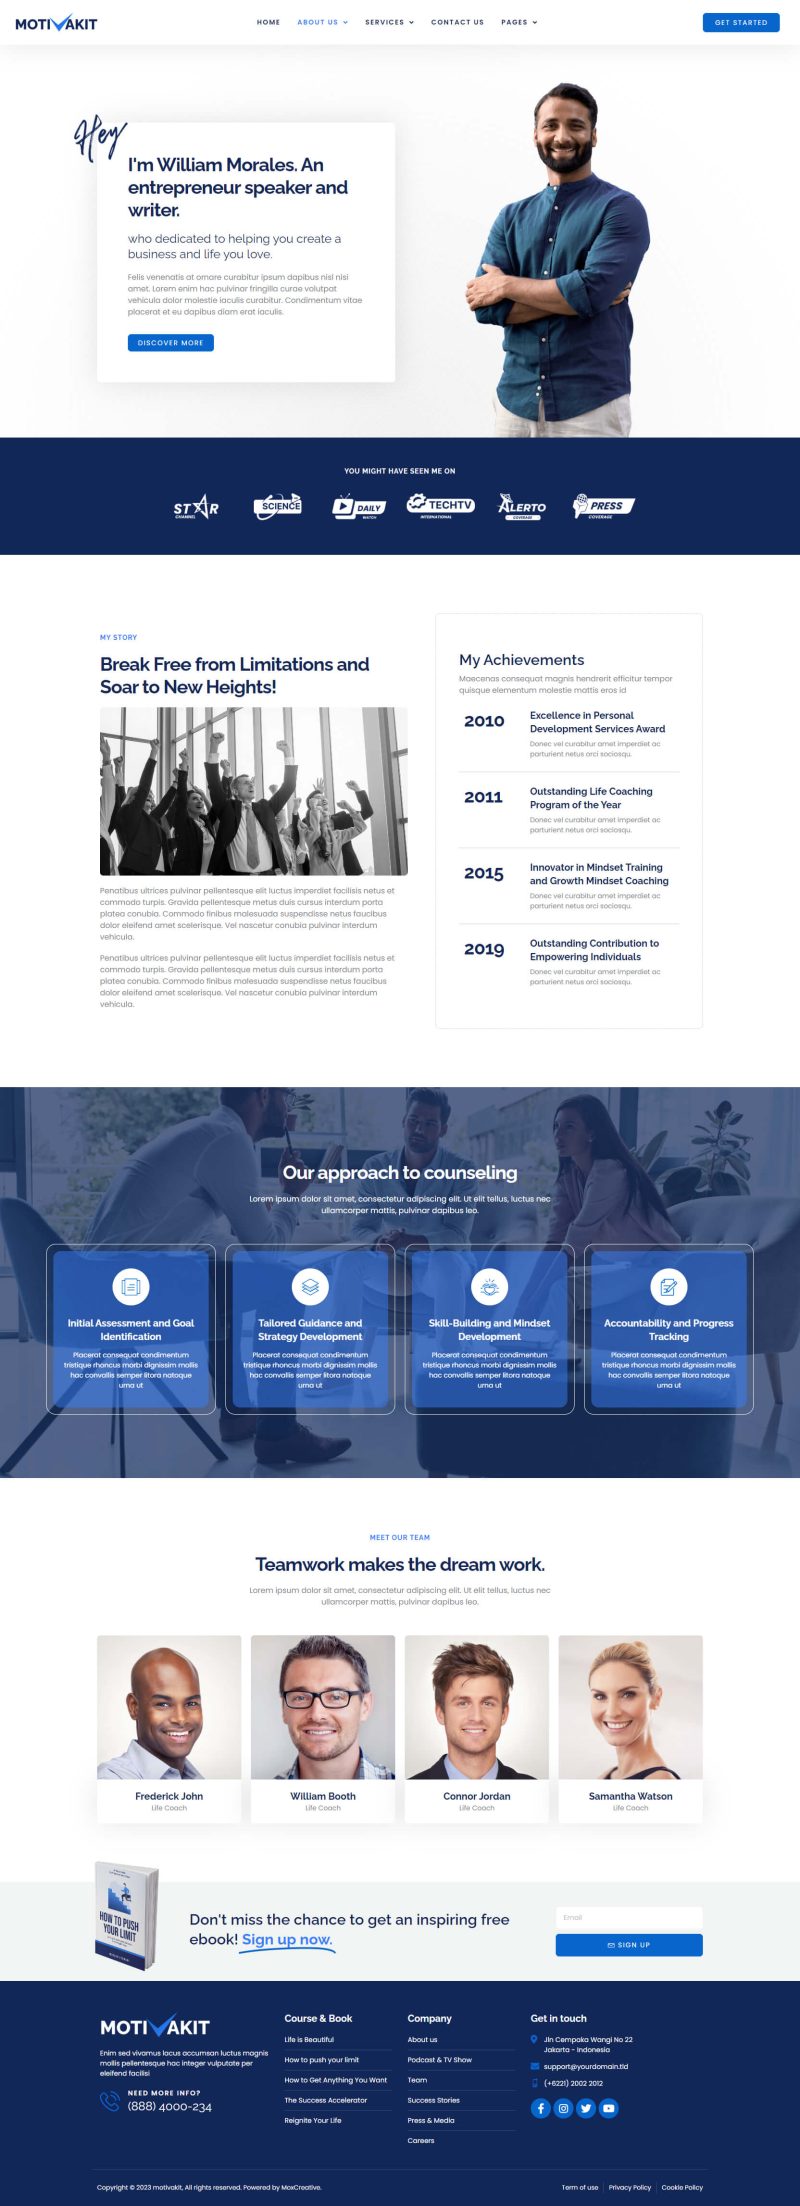 MOTIVAKIT
HOME
ABOUT US
SERVICES
CONTACT US
PAGES
GET STARTED
Hey
I'm William Morales. An
entrepreneur speaker and
writer.
who dedicated to helping you create a
business and life you love.
Felis venenatis at ornare curabitur ipsum dapibus nisl nisi
amet. Lorem enim hac pulvinar fringilla curae volutpat
vehicula dolor molestie iaculis curabitur. Condimentum vitae
placerat et eu dapibus diam erat iaculis.
DISCOVER MORE
YOU MIGHT HAVE SEEN ME ON
STAR
CHANNEL
SCIENCE
DAILY
WATCH
TECHTV
INTERNATIONAL
ALERTO
COVERAGE
PRESS
COVERAGE
MY STORY
Break Free from Limitations and
Soar to New Heights!
Penatibus ultrices pulvinar pellentesque elit luctus imperdiet facilisis netus et
commodo turpis. Gravida pellentesque metus duis cursus interdum porta
platea conubia. Commodo finibus malesuada suspendisse netus faucibus
dolor eleifend amet scelerisque. Vel nascetur conubia pulvinar interdum
vehicula.
Penatibus ultrices pulvinar pellentesque elit luctus imperdiet facilisis netus et
commodo turpis. Gravida pellentesque metus duis cursus interdum porta
platea conubia. Commodo finibus malesuada suspendisse netus faucibus
dolor eleifend amet scelerisque. Vel nascetur conubia pulvinar interdum
vehicula.
My Achievements
Maecenas consequat magnis hendrerit efficitur tempor
quisque elementum molestie mattis eros id
2010
Excellence in Personal
Development Services Award
Donec vel curabitur amet imperdiet ac
parturient netus orci sociosqu.
2011
Outstanding Life Coaching
Program of the Year
Donec vel curabitur amet imperdiet ac
parturient netus orci sociosqu.
2015
Innovator in Mindset Training
and Growth Mindset Coaching
Donec vel curabitur amet imperdiet ac
parturient netus orci sociosqu.
2019
Outstanding Contribution to
Empowering Individuals
Donec vel curabitur amet imperdiet ac
parturient netus orci sociosqu.
Our approach to counseling
Lorem ipsum dolor sit amet, consectetur adipiscing elit. Ut elit tellus, luctus nec
ullamcorper mattis, pulvinar dapibus leo.
Initial Assessment and Goal
Identification
Placerat consequat condimentum
tristique rhoncus morbi dignissim mollis
hac convallis semper litora natoque
urna ut
Tailored Guidance and
Strategy Development
Placerat consequat condimentum
tristique rhoncus morbi dignissim mollis
hac convallis semper litora natoque
urna ut
Skill-Building and Mindset
Development
Placerat consequat condimentum
tristique rhoncus morbi dignissim mollis
hac convallis semper litora natoque
urna ut
Accountability and Progress
Tracking
Placerat consequat condimentum
tristique rhoncus morbi dignissim mollis
hac convallis semper litora natoque
urna ut
MEET OUR TEAM
Teamwork makes the dream work.
Lorem ipsum dolor sit amet, consectetur adipiscing elit. Ut elit tellus, luctus nec
ullamcorper mattis, pulvinar dapibus leo.
Frederick John
Life Coach
William Booth
Life Coach
Connor Jordan
Life Coach
Samantha Watson
Life Coach
HOW TO PUSH
YOUR LIMIT
Don't miss the chance to get an inspiring free
ebook! Sign up now.
Email
SIGN UP
MOTIVAKIT
Enim sed vivamus lacus accumsan luctus magnis
mollis pellentesque hac integer vulputate per
eleifend facilisi
NEED MORE INFO?
(888) 4000-234
Course & Book
Life is Beautiful
How to push your limit
How to Get Anything You Want
The Success Accelerator
Reignite Your Life
Company
About us
Podcast & TV Show
Team
Success Stories
Press & Media
Careers
Get in touch
Jln Cempaka Wangi No 22
Jakarta - Indonesia
support@yourdomain.tld
(+6221) 2002 2012
Copyright © 2023 motivakit, All rights reserved. Powered by MoxCreative.
Term of use
Privacy Policy
Cookie Policy